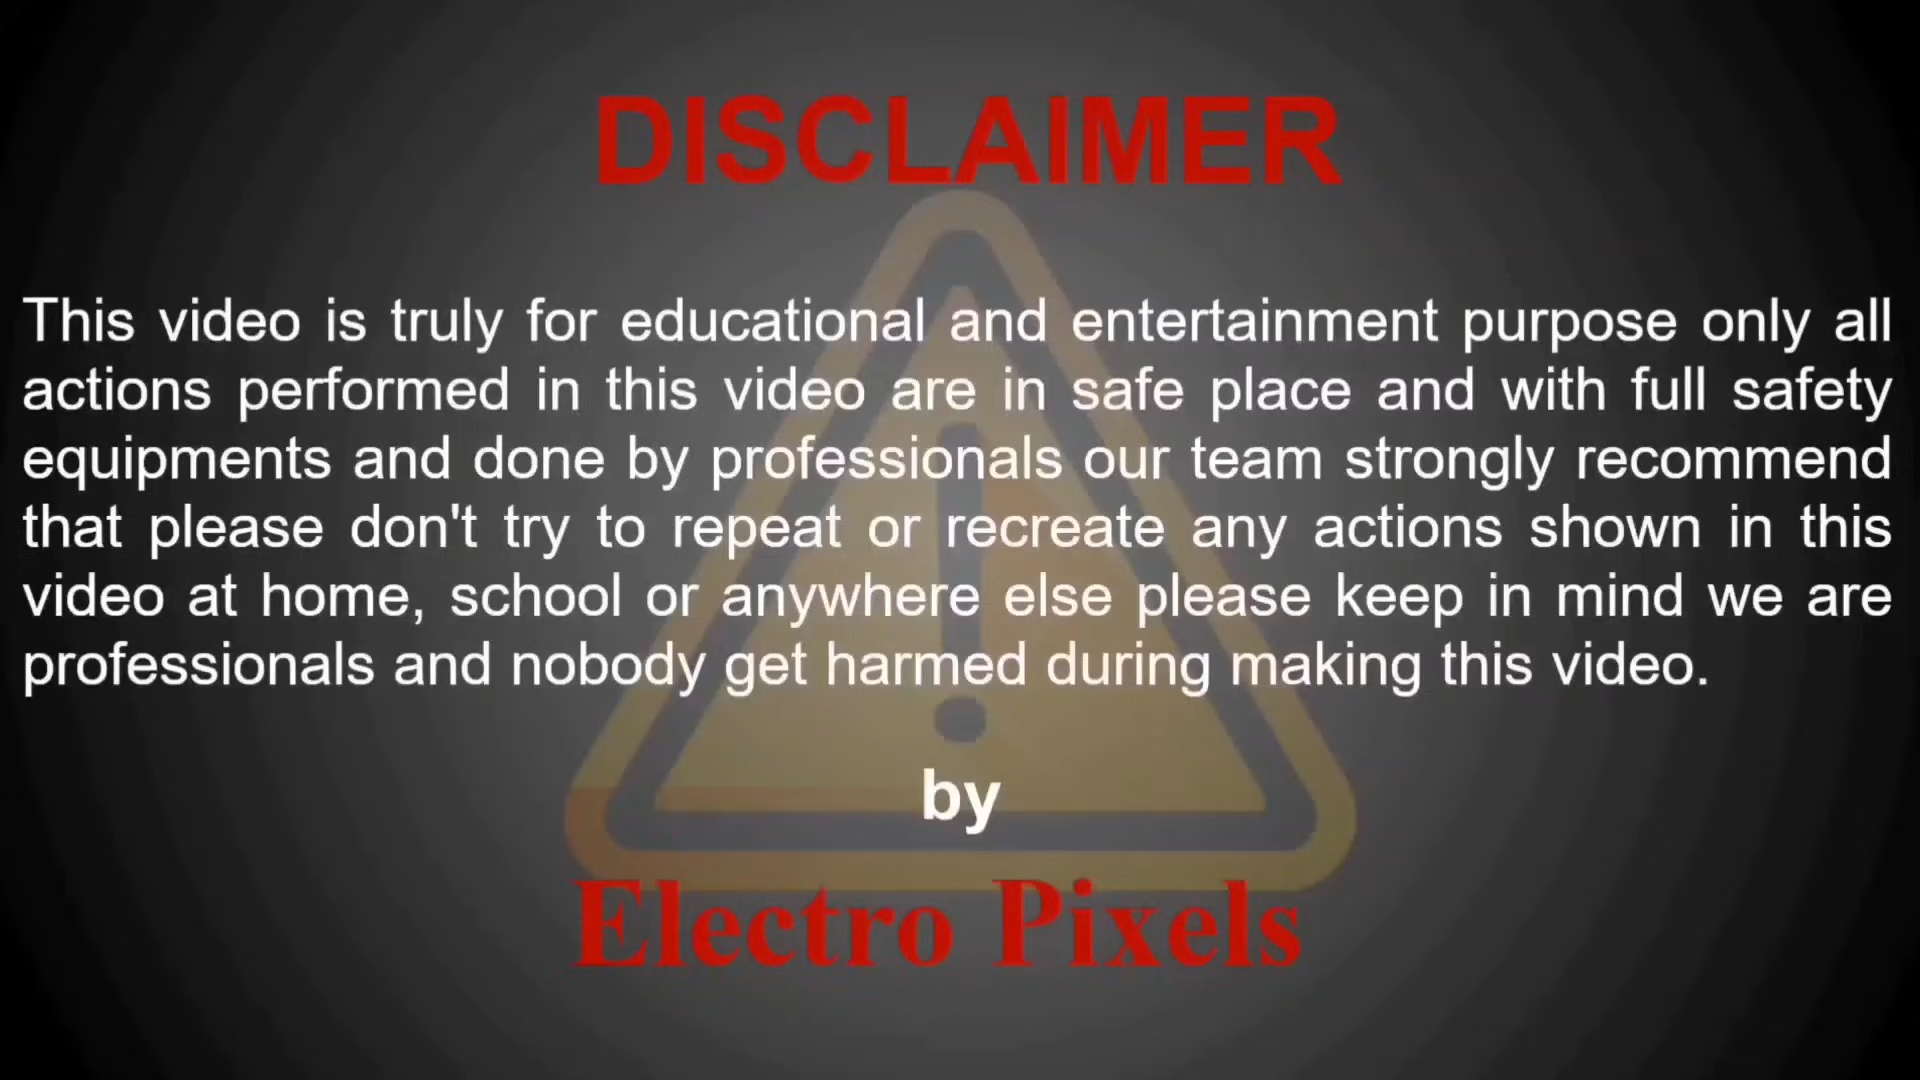 DISCLAIMER
This video is truly for educational and entertainment purpose only all
actions performed in this video are in safe place and with full safety
equipments and done by professionals our team strongly recommend
that please don't try to repeat or recreate any actions shown in this
video at home, school or anywhere else please keep in mind we are
professionals and nobody get harmed during making this video.
by
Electro Pixels